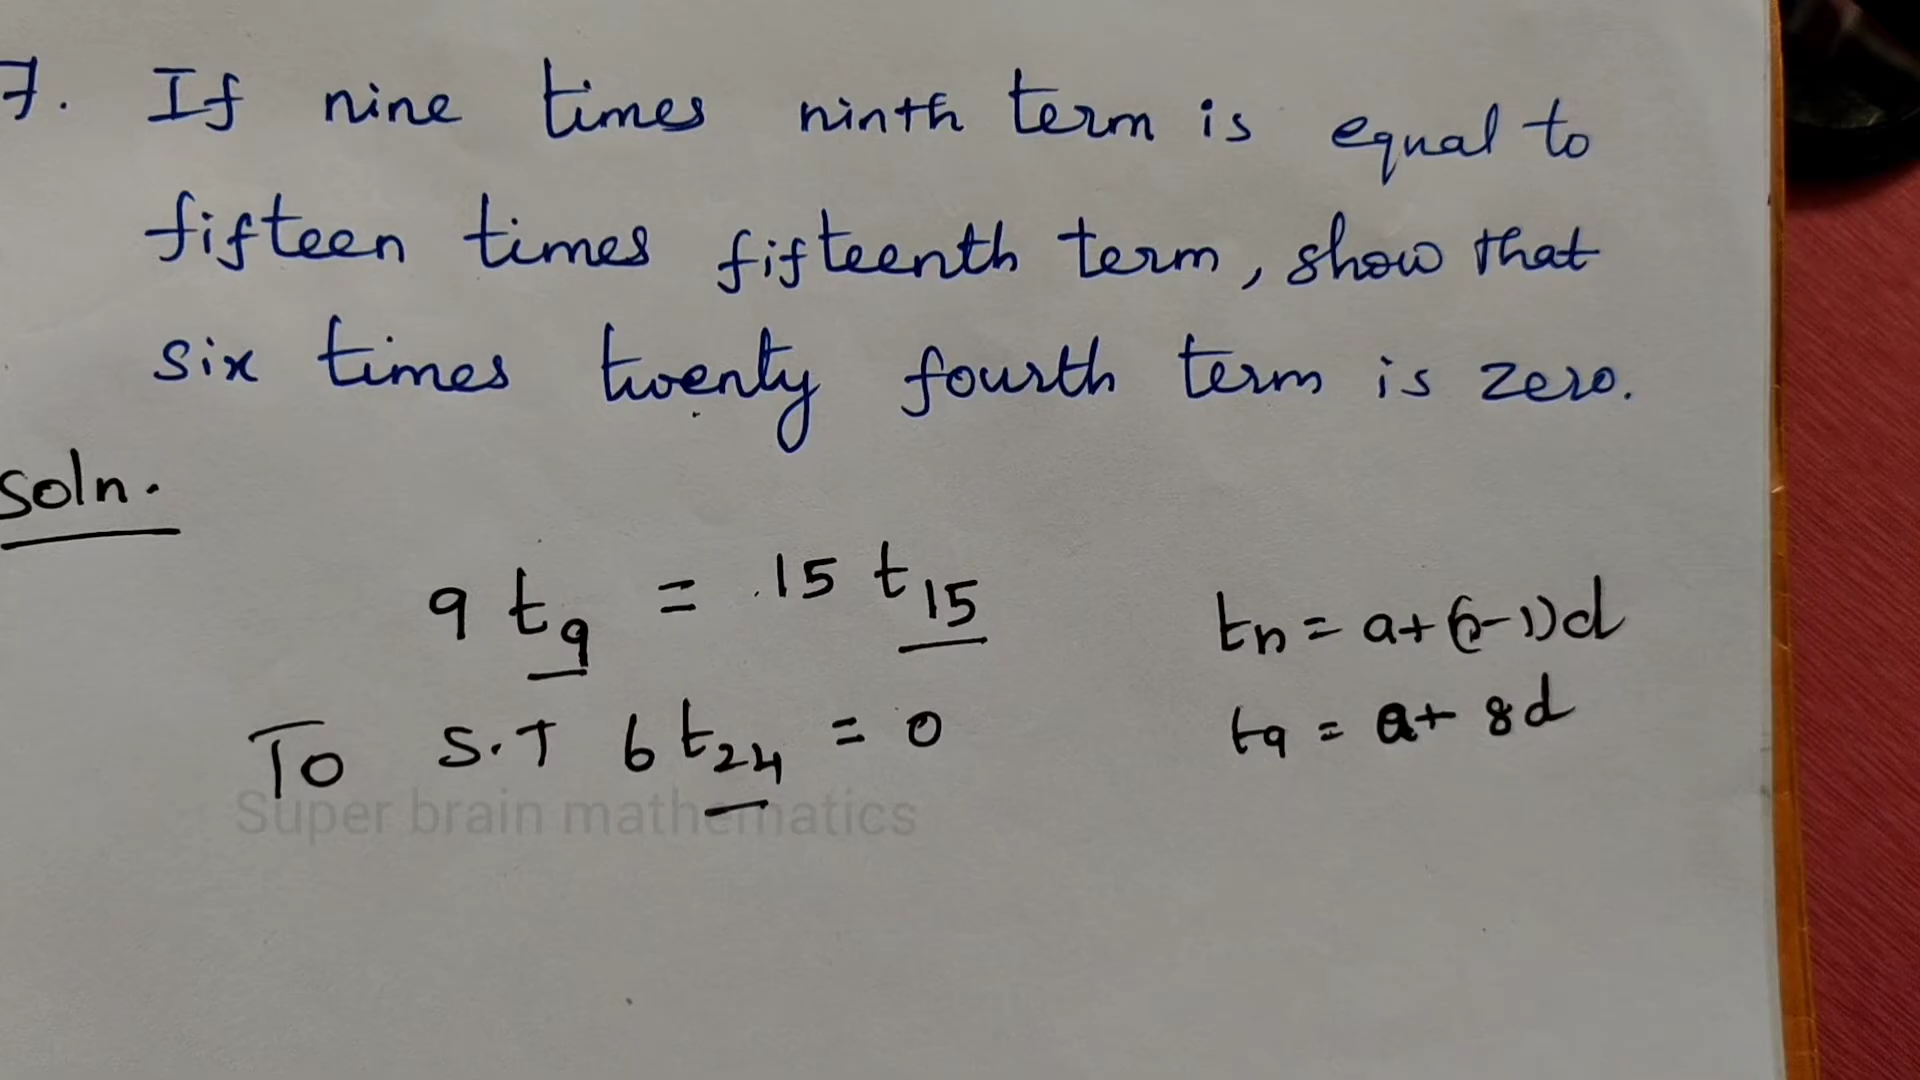 7. If nine times ninth term is equal to
fifteen times fifteenth term, show that
six times twenty fourth term is zero.
Soln.
9 t9 = 15 t15
tn = a+(n-1)d
To S.T 6 t24 = 0
t9 = a+ 8d
Super brain mathematics